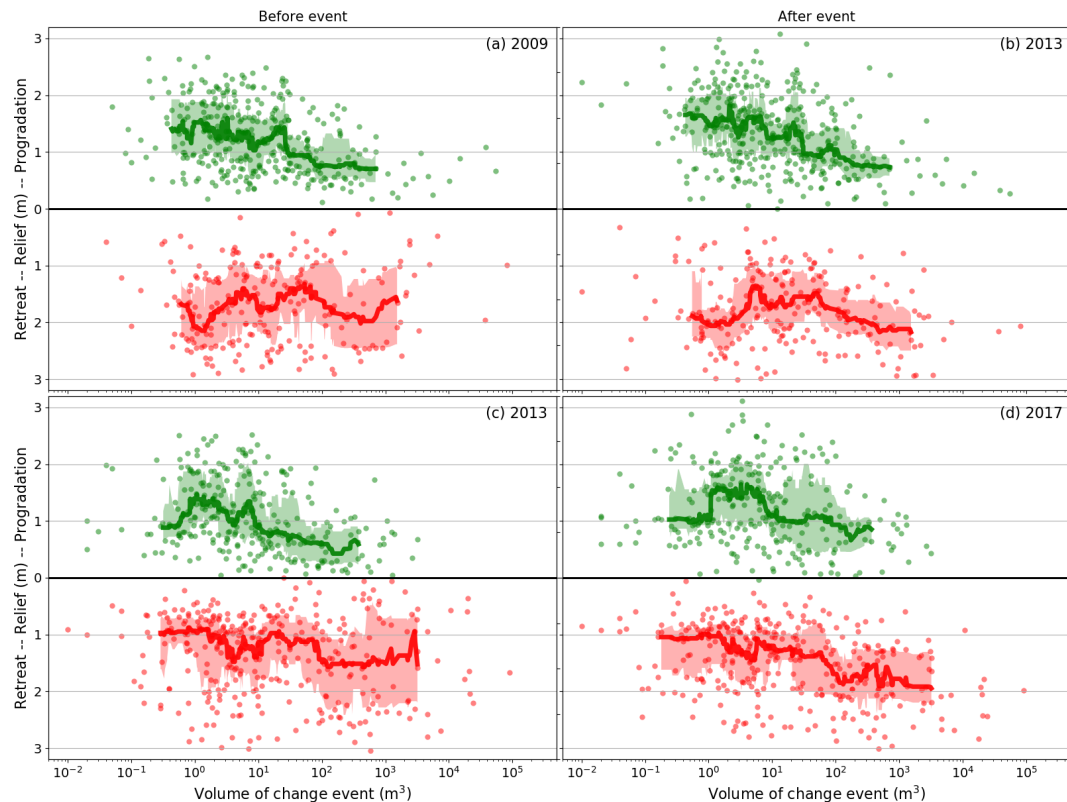 Before event
After event
(a) 2009
(b) 2013
3
2
1
0
1
2
3
Retreat -- Relief (m) -- Progradation
(c) 2013
(d) 2017
3
2
1
0
1
2
3
Retreat -- Relief (m) -- Progradation
10⁻² 10⁻¹ 10⁰ 10¹ 10² 10³ 10⁴ 10⁵
10⁻² 10⁻¹ 10⁰ 10¹ 10² 10³ 10⁴ 10⁵
Volume of change event (m³)
Volume of change event (m³)